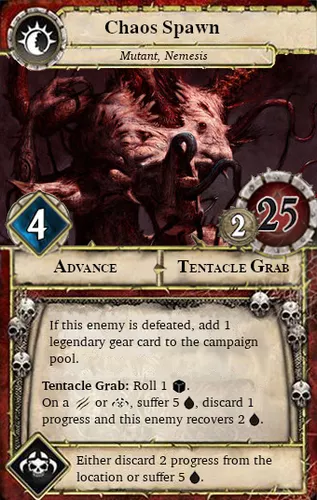 Chaos Spawn
Mutant, Nemesis
4
2
25
ADVANCE
TENTACLE GRAB
If this enemy is defeated, add 1
legendary gear card to the campaign
pool.
Tentacle Grab: Roll 1 .
On a or , suffer 5 , discard 1
progress and this enemy recovers 2 .
Either discard 2 progress from the
location or suffer 5 .